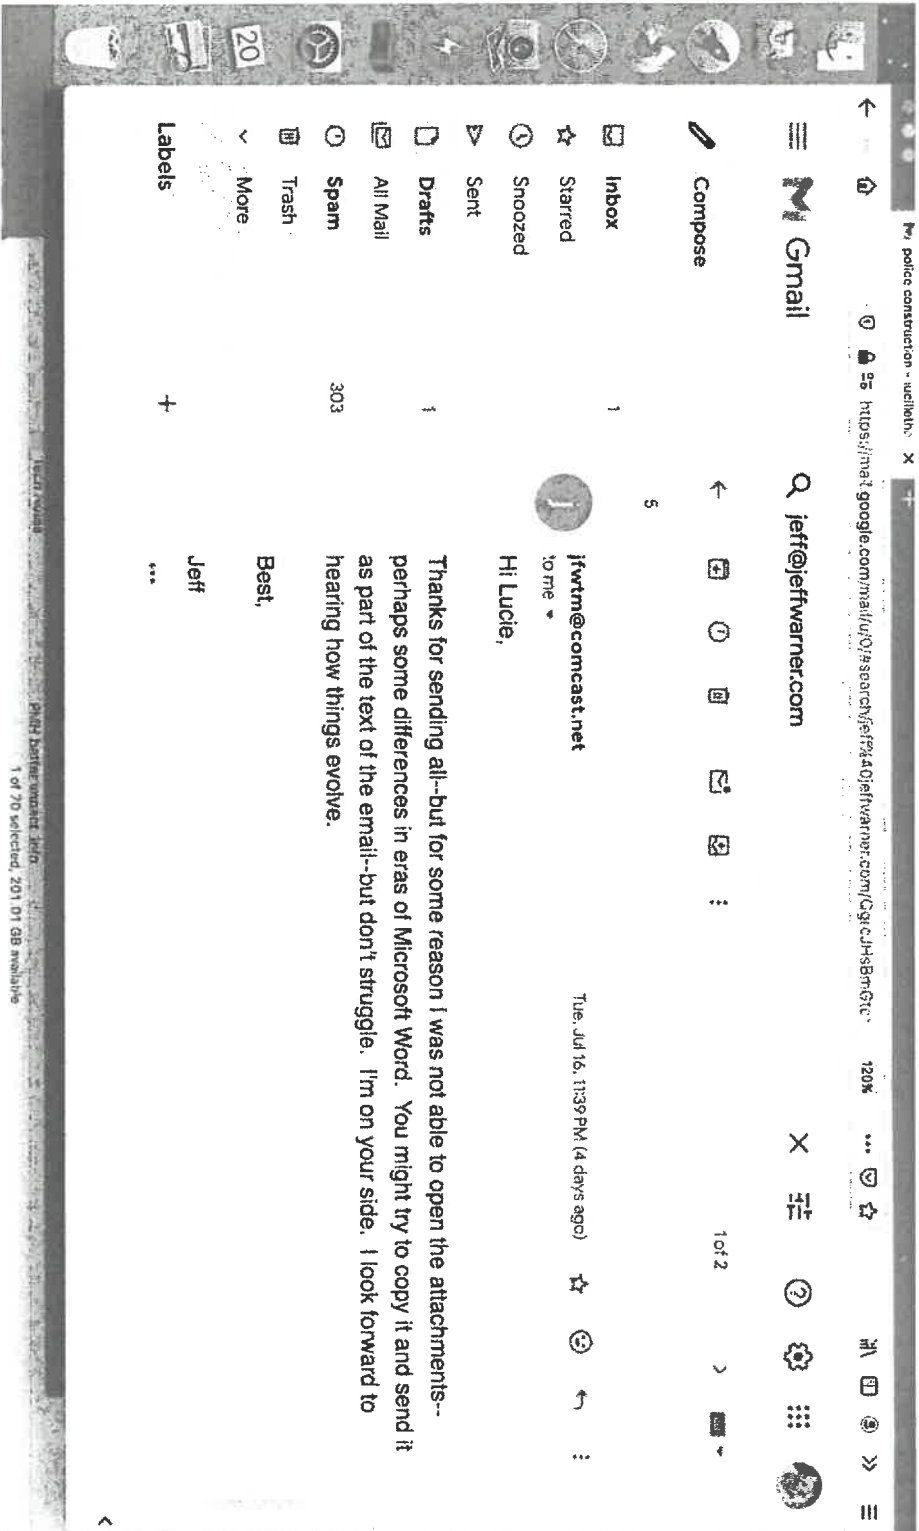 police construction -
https://mail.google.com/mail/u/0/#search/jeff%40jeffwarner.com/
120%
Gmail
jeff@jeffwarner.com
Compose
1 of 2
5
Inbox 1
Starred
Snoozed
Sent
Drafts 1
All Mail
Spam 303
Trash
More
Labels +
jfwtm@comcast.net
Tue, Jul 16, 11:39 PM (4 days ago)
to me
Hi Lucie,
Thanks for sending all--but for some reason I was not able to open the attachments--
perhaps some differences in eras of Microsoft Word. You might try to copy it and send it
as part of the text of the email--but don't struggle. I'm on your side. I look forward to
hearing how things evolve.
Best,
Jeff
...
20
1 of 70 selected, 201.01 GB available